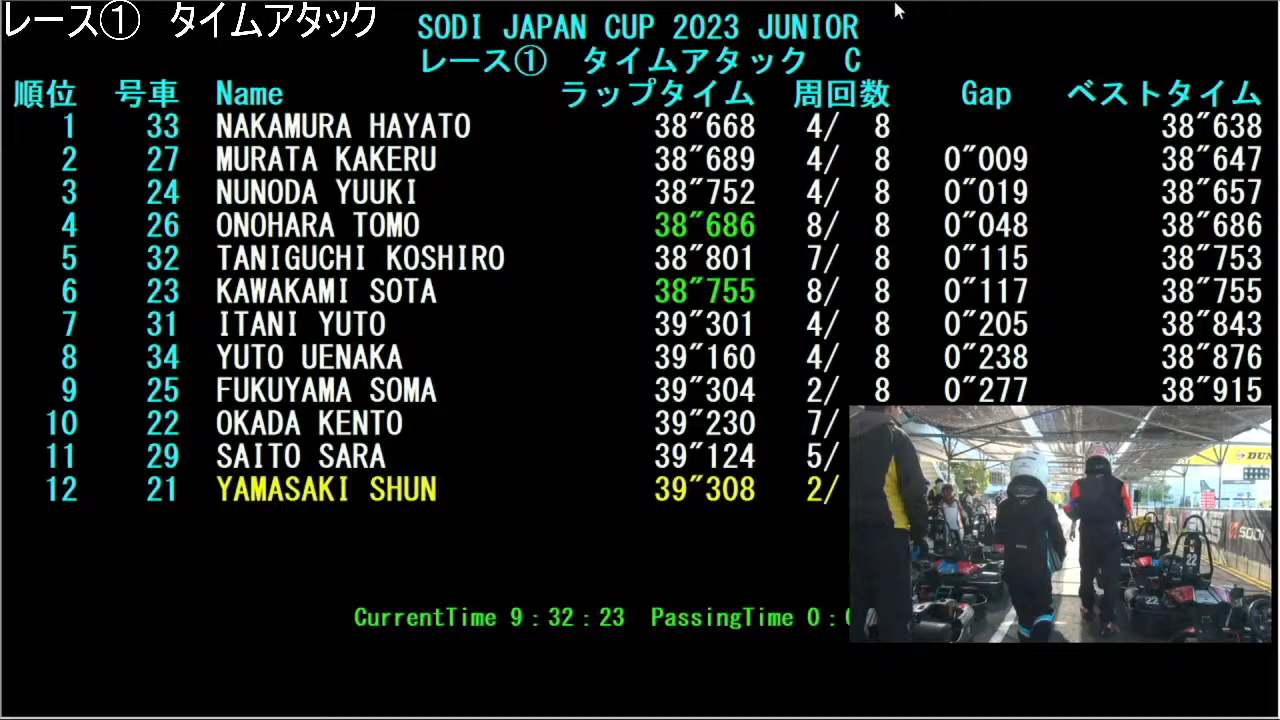 レース① タイムアタック
SODI JAPAN CUP 2023 JUNIOR
レース① タイムアタック C
順位 号車 Name ラップタイム 周回数 Gap ベストタイム
1 33 NAKAMURA HAYATO 38"668 4/ 8 38"638
2 27 MURATA KAKERU 38"689 4/ 8 0"009 38"647
3 24 NUNODA YUUKI 38"752 4/ 8 0"019 38"657
4 26 ONOHARA TOMO 38"686 8/ 8 0"048 38"686
5 32 TANIGUCHI KOSHIRO 38"801 7/ 8 0"115 38"753
6 23 KAWAKAMI SOTA 38"755 8/ 8 0"117 38"755
7 31 ITANI YUTO 39"301 4/ 8 0"205 38"843
8 34 YUTO UENAKA 39"160 4/ 8 0"238 38"876
9 25 FUKUYAMA SOMA 39"304 2/ 8 0"277 38"915
10 22 OKADA KENTO 39"230 7/
11 29 SAITO SARA 39"124 5/
12 21 YAMASAKI SHUN 39"308 2/
CurrentTime 9:32:23 PassingTime 0:
DUN
SODI
22
22